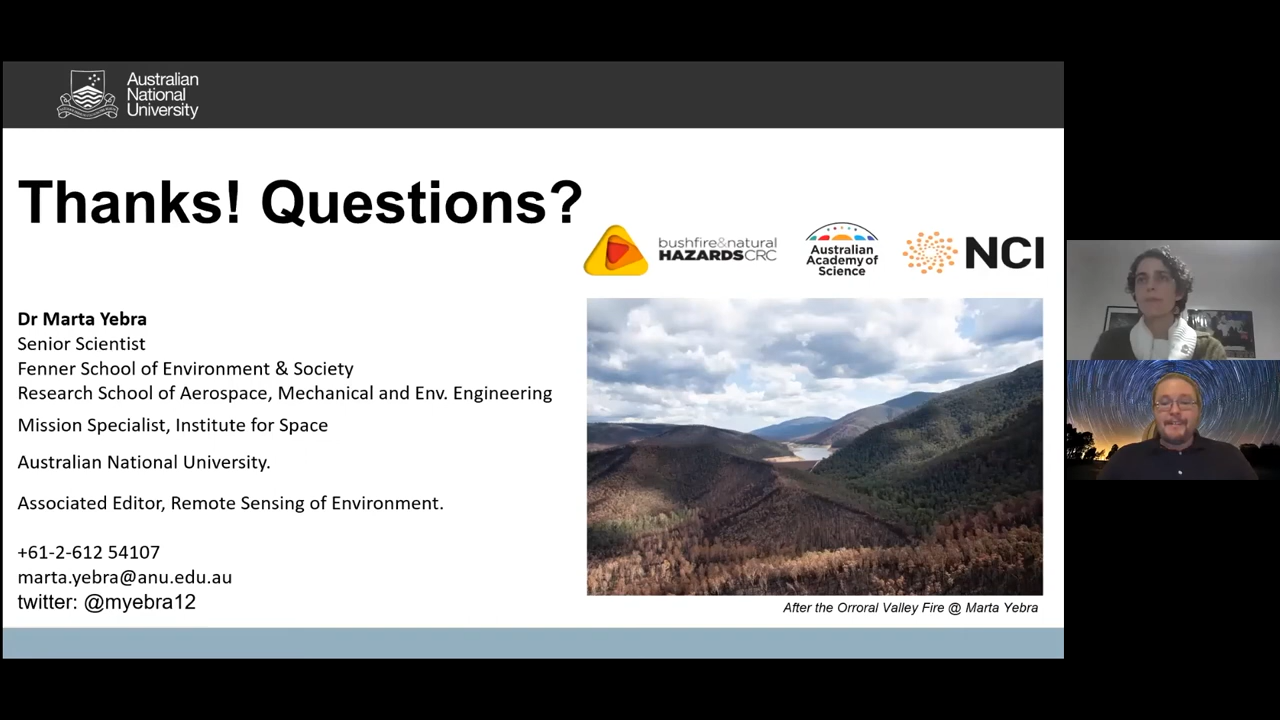 Australian
National
University
Thanks! Questions?
bushfire&natural
HAZARDSCRC
Australian
Academy of
Science
NCI
Dr Marta Yebra
Senior Scientist
Fenner School of Environment & Society
Research School of Aerospace, Mechanical and Env. Engineering
Mission Specialist, Institute for Space
Australian National University.
Associated Editor, Remote Sensing of Environment.
+61-2-612 54107
marta.yebra@anu.edu.au
twitter: @myebra12
After the Orroral Valley Fire @ Marta Yebra